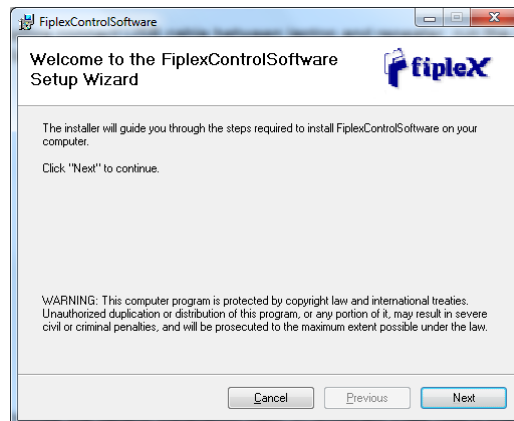 FiplexControlSoftware
Welcome to the FiplexControlSoftware
Setup Wizard
fipleX
The installer will guide you through the steps required to install FiplexControlSoftware on your
computer.
Click "Next" to continue.
WARNING: This computer program is protected by copyright law and international treaties.
Unauthorized duplication or distribution of this program, or any portion of it, may result in severe
civil or criminal penalties, and will be prosecuted to the maximum extent possible under the law.
Cancel
Previous
Next